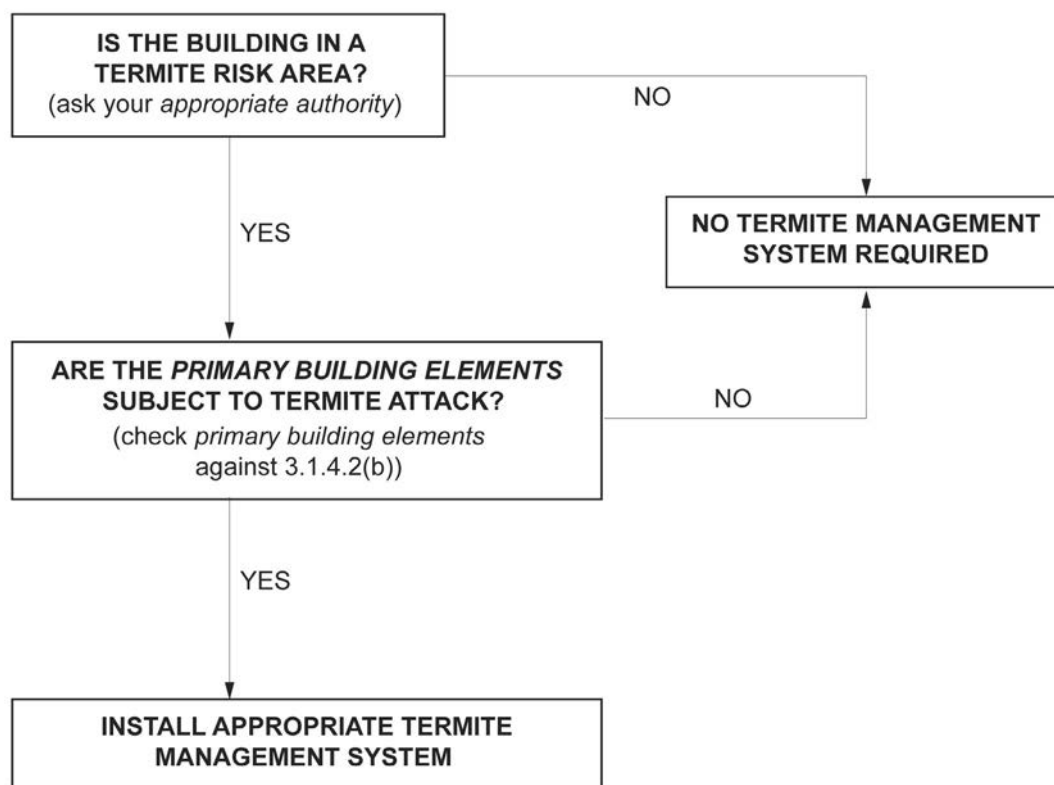 IS THE BUILDING IN A
TERMITE RISK AREA?
(ask your appropriate authority)
NO
YES
NO TERMITE MANAGEMENT
SYSTEM REQUIRED
ARE THE PRIMARY BUILDING ELEMENTS
SUBJECT TO TERMITE ATTACK?
(check primary building elements
against 3.1.4.2(b))
NO
YES
INSTALL APPROPRIATE TERMITE
MANAGEMENT SYSTEM